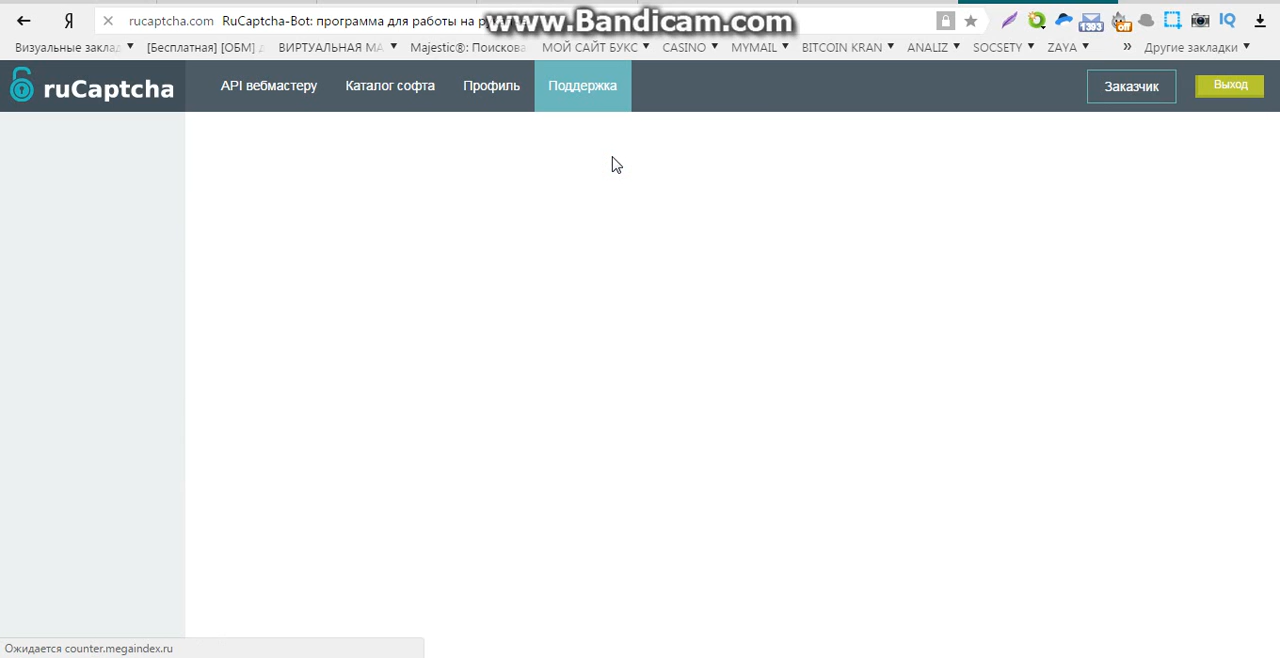 www.Bandicam.com
Я rucaptcha.com RuCaptcha-Bot: программа для работы на
Визуальные заклад [Бесплатная] [ОБМ] ВИРТУАЛЬНАЯ МА Majestic®: Поискова МОЙ САЙТ БУКС CASINO MYMAIL BITCOIN KRAN ANALIZ SOCSETY ZAYA » Другие закладки
ruCaptcha API вебмастеру Каталог софта Профиль Поддержка Заказчик Выход
Ожидается counter.megaindex.ru